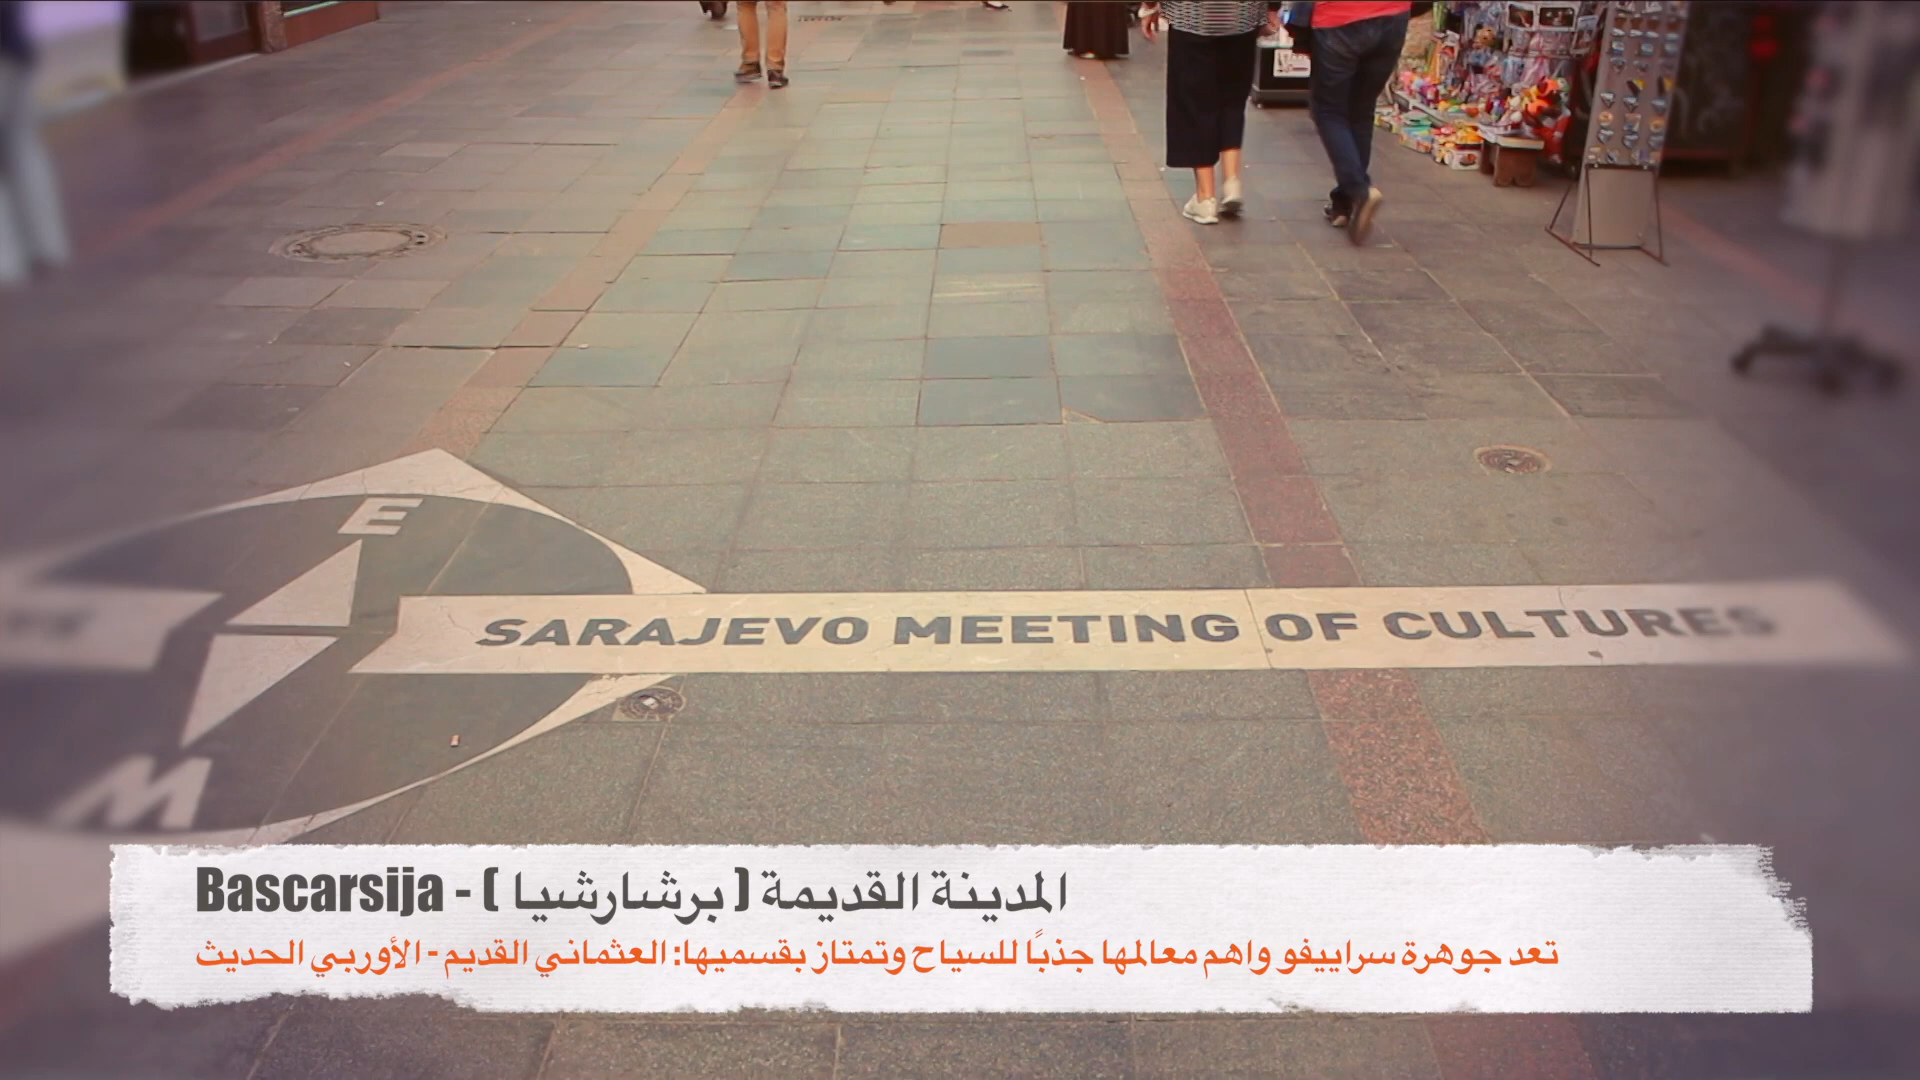 E
SARAJEVO MEETING OF CULTURES
W
المدينة القديمة ( برشارشيا ) - Bascarsija
تعد جوهرة سراييفو واهم معالمها جذبًا للسياح وتمتاز بقسميها: العثماني القديم - الأوربي الحديث